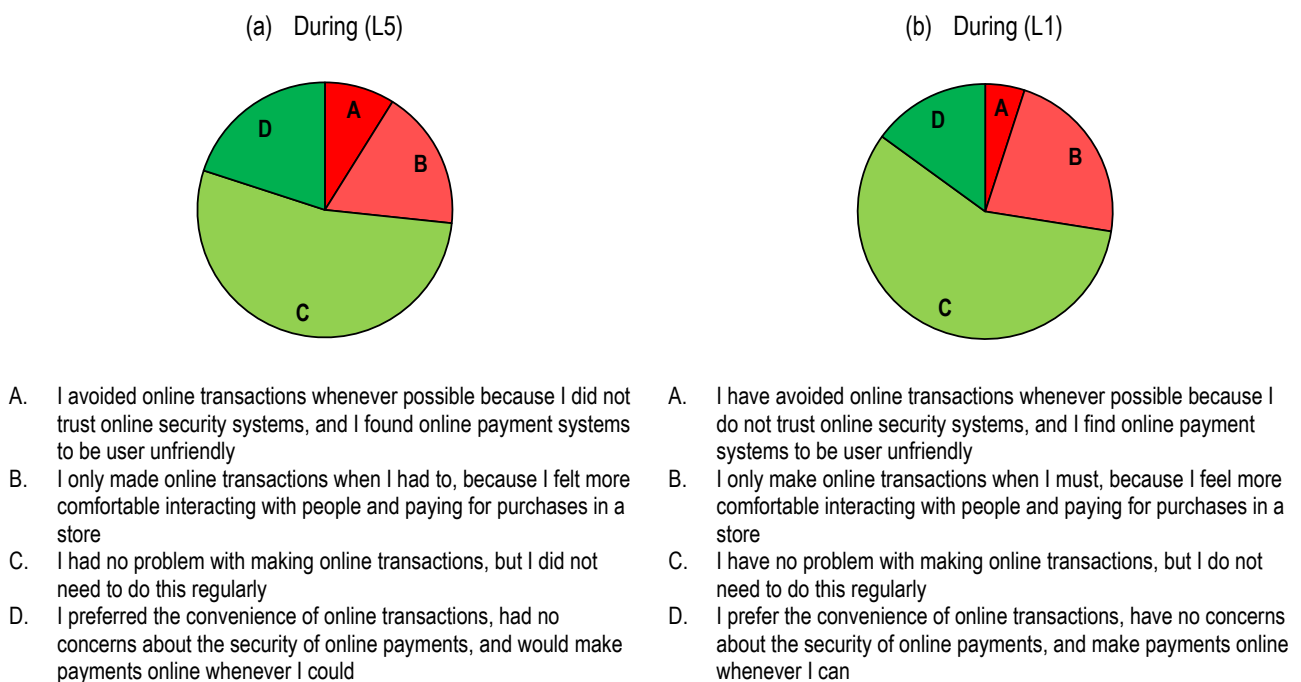 (a) During (L5)
A
B
C
D
A. I avoided online transactions whenever possible because I did not
trust online security systems, and I found online payment systems
to be user unfriendly
B. I only made online transactions when I had to, because I felt more
comfortable interacting with people and paying for purchases in a
store
C. I had no problem with making online transactions, but I did not
need to do this regularly
D. I preferred the convenience of online transactions, had no
concerns about the security of online payments, and would make
payments online whenever I could
(b) During (L1)
A
B
C
D
A. I have avoided online transactions whenever possible because I
do not trust online security systems, and I find online payment
systems to be user unfriendly
B. I only make online transactions when I must, because I feel more
comfortable interacting with people and paying for purchases in a
store
C. I have no problem with making online transactions, but I do not
need to do this regularly
D. I prefer the convenience of online transactions, have no concerns
about the security of online payments, and make payments online
whenever I can